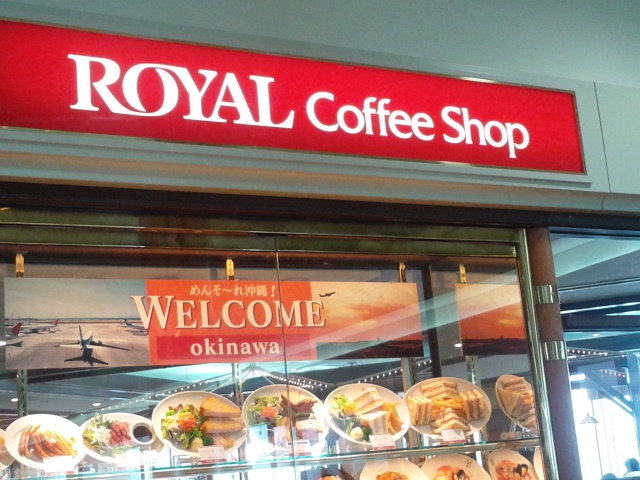 ROYAL Coffee Shop
めんそ〜れ沖縄!
WELCOME
okinawa